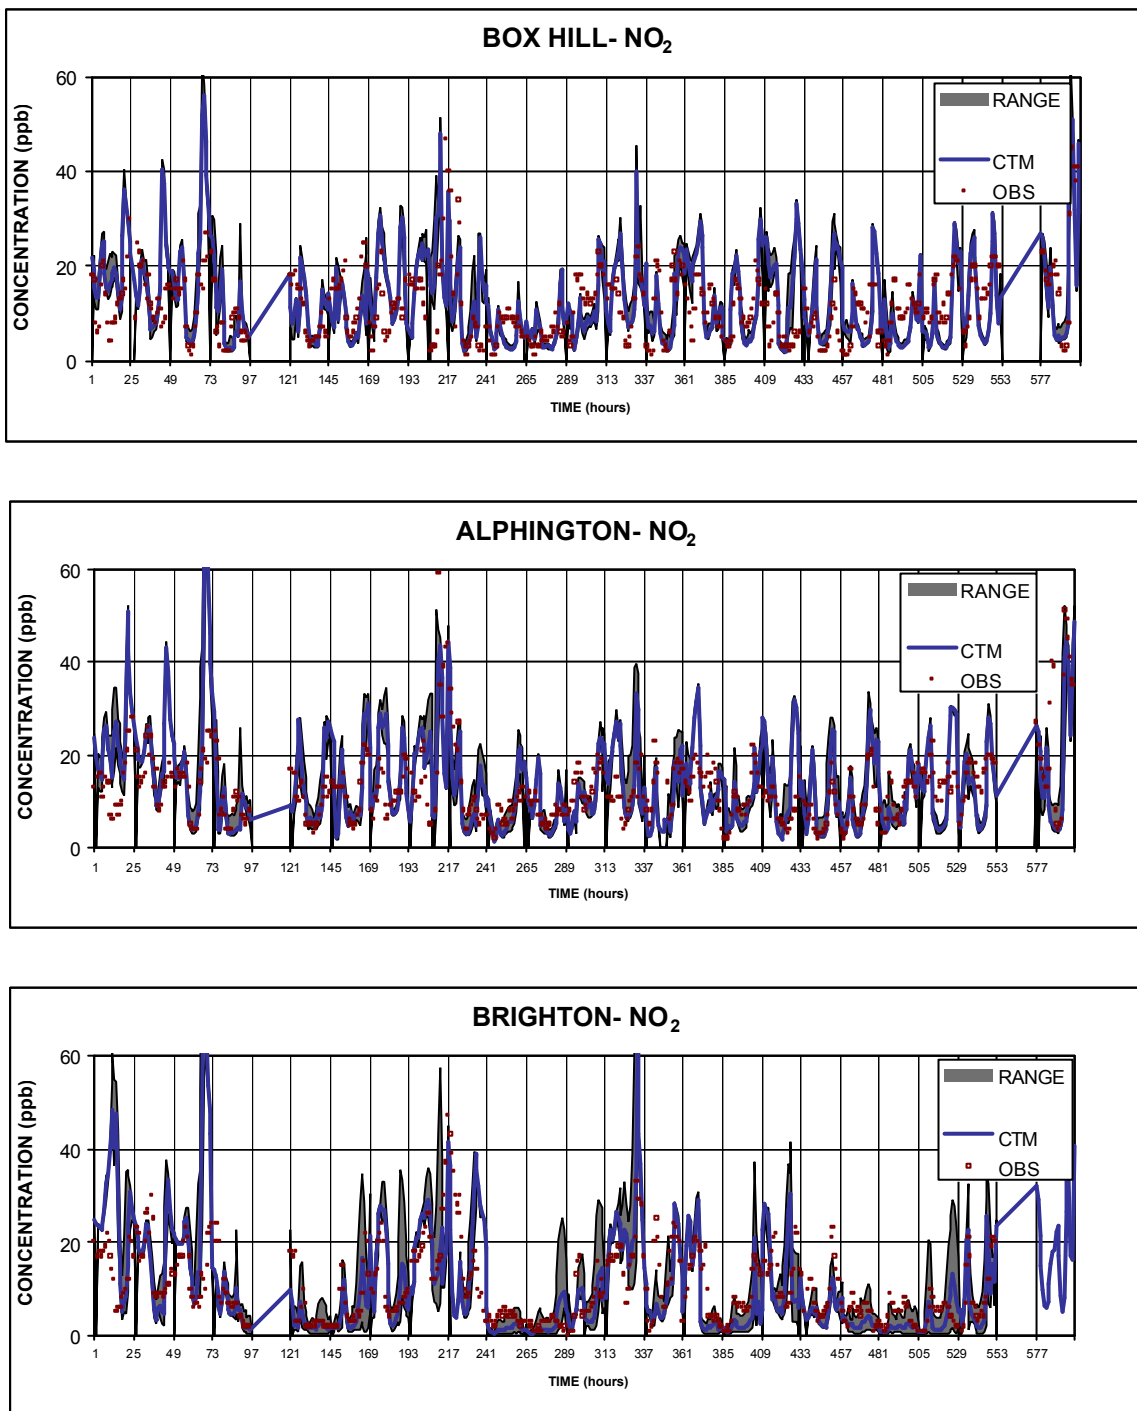 BOX HILL- NO2
CONCENTRATION (ppb)
60
40
20
0
RANGE
CTM
OBS
1 25 49 73 97 121 145 169 193 217 241 265 289 313 337 361 385 409 433 457 481 505 529 553 577
TIME (hours)
ALPHINGTON- NO2
CONCENTRATION (ppb)
60
40
20
0
RANGE
CTM
OBS
1 25 49 73 97 121 145 169 193 217 241 265 289 313 337 361 385 409 433 457 481 505 529 553 577
TIME (hours)
BRIGHTON- NO2
CONCENTRATION (ppb)
60
40
20
0
RANGE
CTM
OBS
1 25 49 73 97 121 145 169 193 217 241 265 289 313 337 361 385 409 433 457 481 505 529 553 577
TIME (hours)